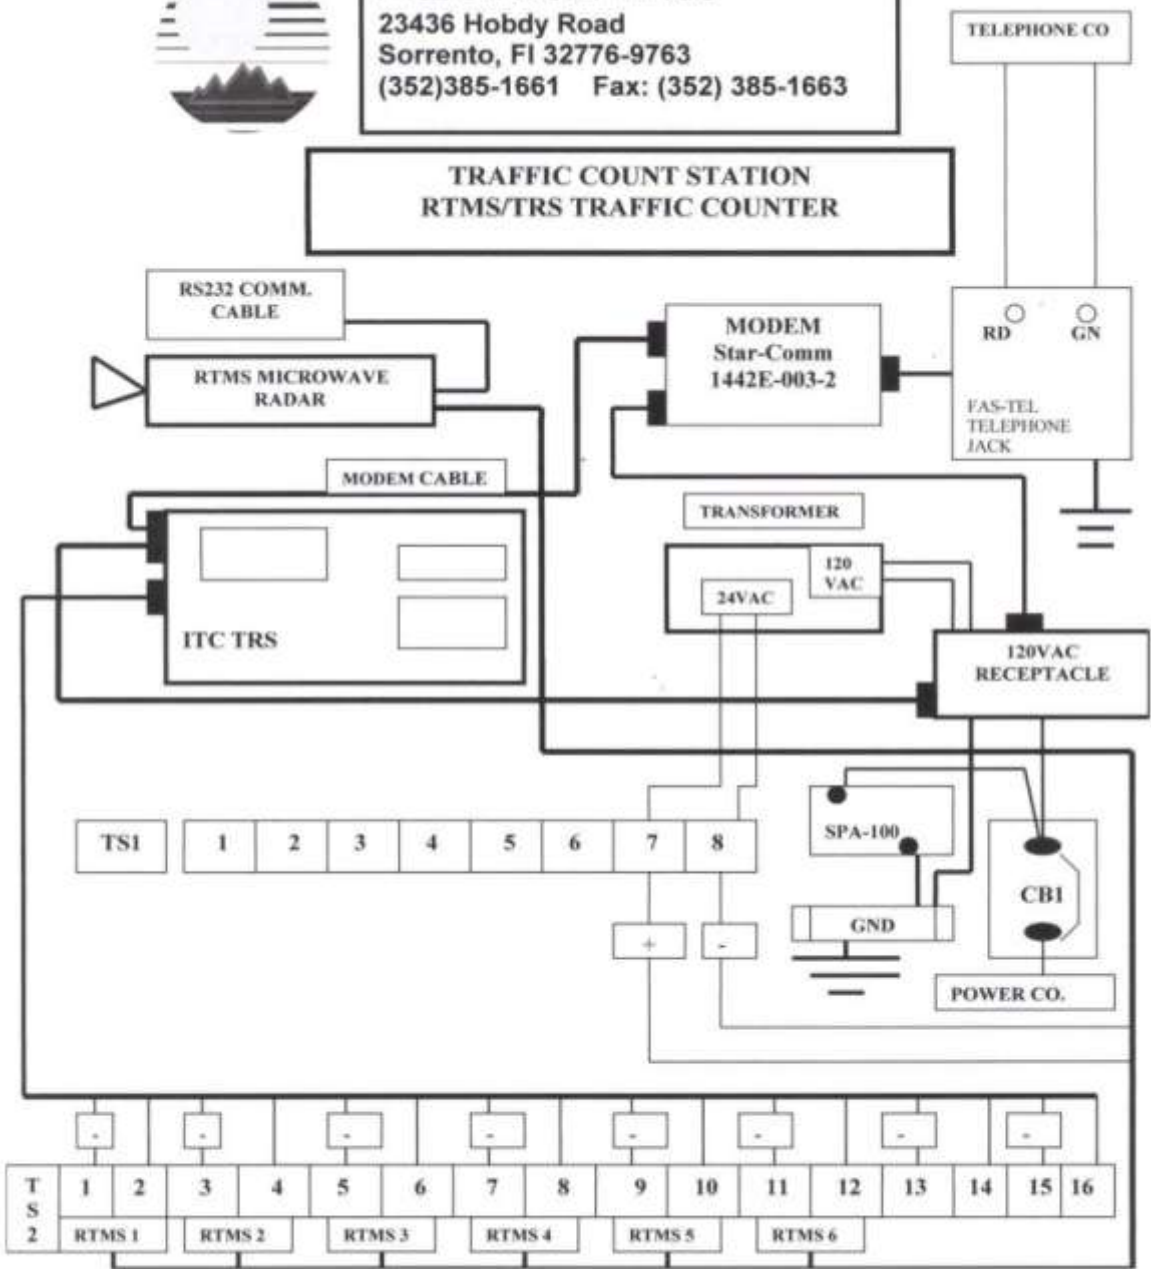 23436 Hobdy Road
Sorrento, Fl 32776-9763
(352)385-1661 Fax: (352) 385-1663
TELEPHONE CO
TRAFFIC COUNT STATION
RTMS/TRS TRAFFIC COUNTER
RS232 COMM.
CABLE
RTMS MICROWAVE
RADAR
MODEM
Star-Comm
1442E-003-2
RD
GN
FAS-TEL
TELEPHONE
JACK
MODEM CABLE
TRANSFORMER
120
VAC
24VAC
ITC TRS
120VAC
RECEPTACLE
SPA-100
TS1 1 2 3 4 5 6 7 8
CB1
GND
+ -
POWER CO.
- - - - - - - -
TS2 1 2 3 4 5 6 7 8 9 10 11 12 13 14 15 16
RTMS 1 RTMS 2 RTMS 3 RTMS 4 RTMS 5 RTMS 6